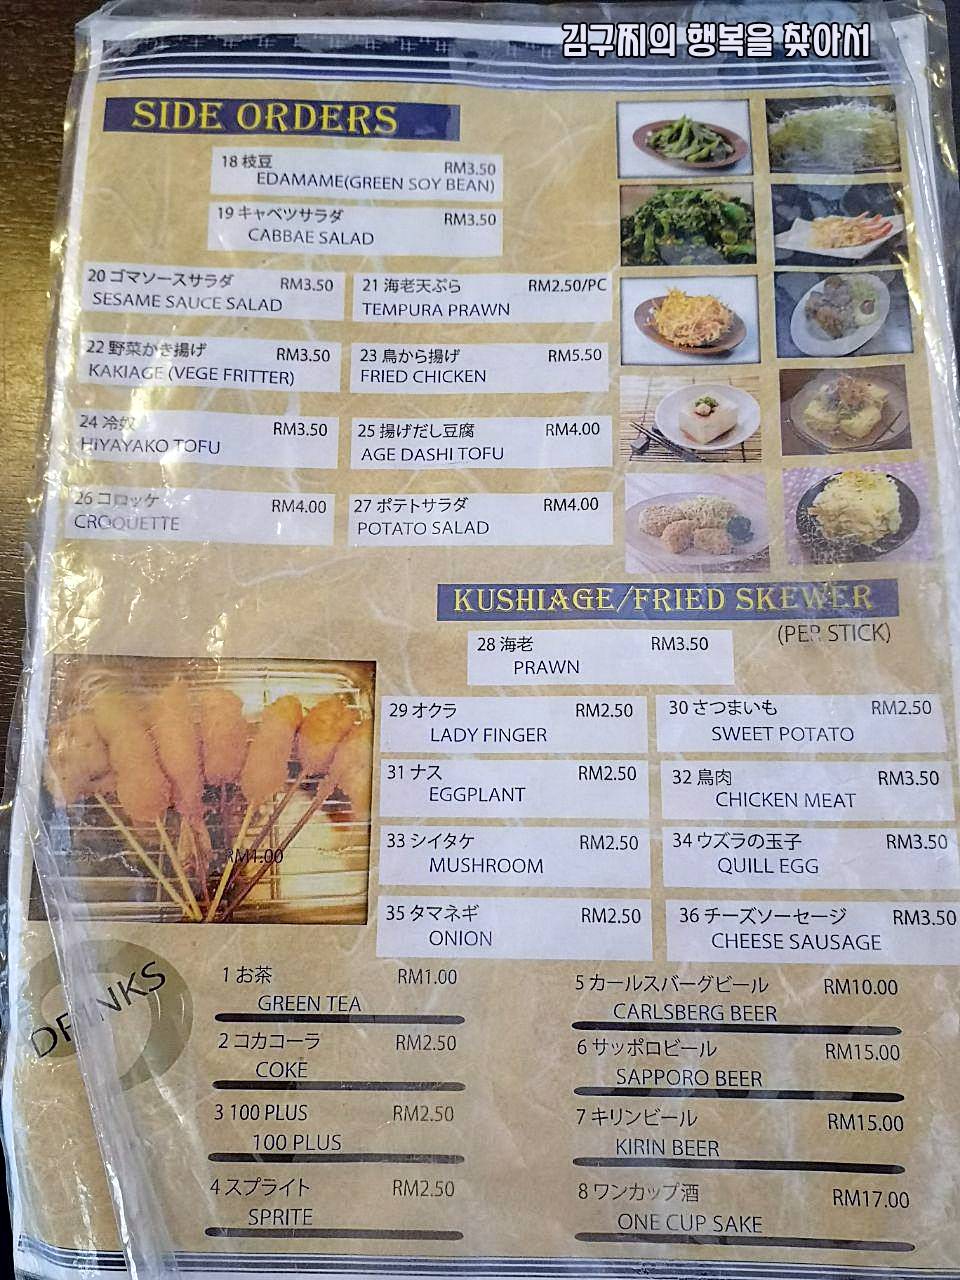 김구찌의 행복을 찾아서
SIDE ORDERS
18 枝豆 RM3.50
EDAMAME(GREEN SOY BEAN)
19 キャベツサラダ RM3.50
CABBAE SALAD
20 ゴマソースサラダ RM3.50
SESAME SAUCE SALAD
21 海老天ぷら RM2.50/PC
TEMPURA PRAWN
22 野菜かき揚げ RM3.50
KAKIAGE (VEGE FRITTER)
23 鳥から揚げ RM5.50
FRIED CHICKEN
24 冷奴 RM3.50
HiYAYAKO TOFU
25 揚げだし豆腐 RM4.00
AGE DASHI TOFU
26 コロッケ RM4.00
CROQUETTE
27 ポテトサラダ RM4.00
POTATO SALAD
KUSHIAGE/FRIED SKEWER
(PER STICK)
28 海老 RM3.50
PRAWN
29 オクラ RM2.50
LADY FINGER
30 さつまいも RM2.50
SWEET POTATO
31 ナス RM2.50
EGGPLANT
32 鳥肉 RM3.50
CHICKEN MEAT
33 シイタケ RM2.50
MUSHROOM
34 ウズラの玉子 RM3.50
QUILL EGG
35 タマネギ RM2.50
ONION
36 チーズソーセージ RM3.50
CHEESE SAUSAGE
RM1.00
DRINKS
1 お茶 RM1.00
GREEN TEA
2 コカコーラ RM2.50
COKE
3 100 PLUS RM2.50
100 PLUS
4 スプライト RM2.50
SPRITE
5 カールスバーグビール RM10.00
CARLSBERG BEER
6 サッポロビール RM15.00
SAPPORO BEER
7 キリンビール RM15.00
KIRIN BEER
8 ワンカップ酒 RM17.00
ONE CUP SAKE